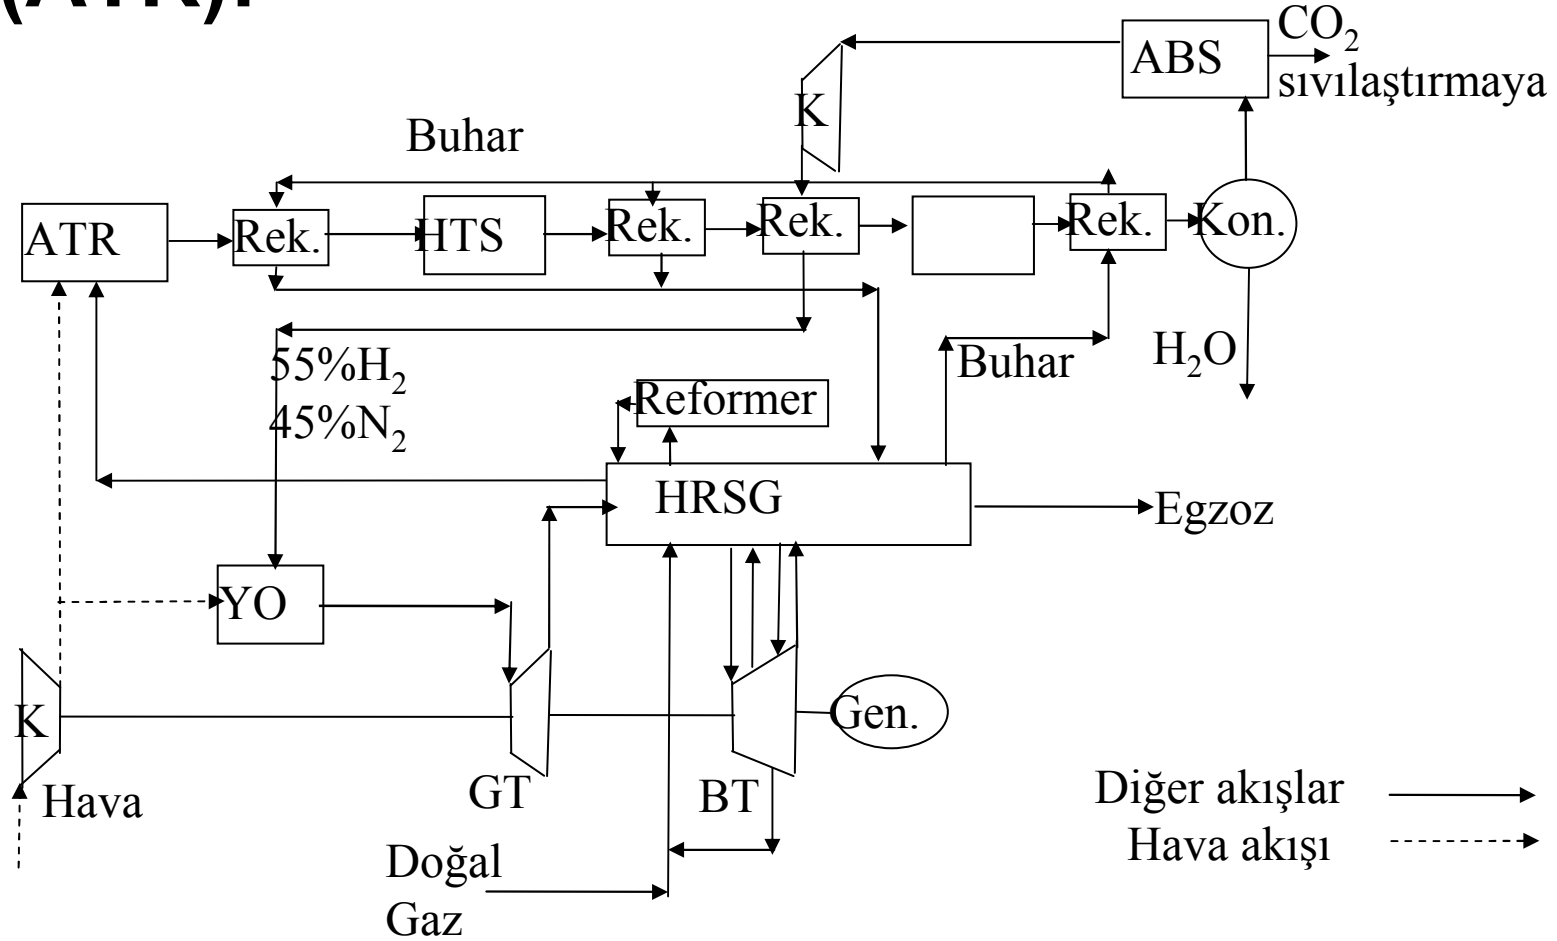 CO2
ABS
sıvılaştırmaya
K
Buhar
ATR
Rek.
HTS
Rek.
Rek.
Rek.
Kon.
55%H2
45%N2
Buhar
H2O
Reformer
HRSG
Egzoz
YO
K
Gen.
Hava
GT
BT
Diğer akışlar
Hava akışı
Doğal
Gaz